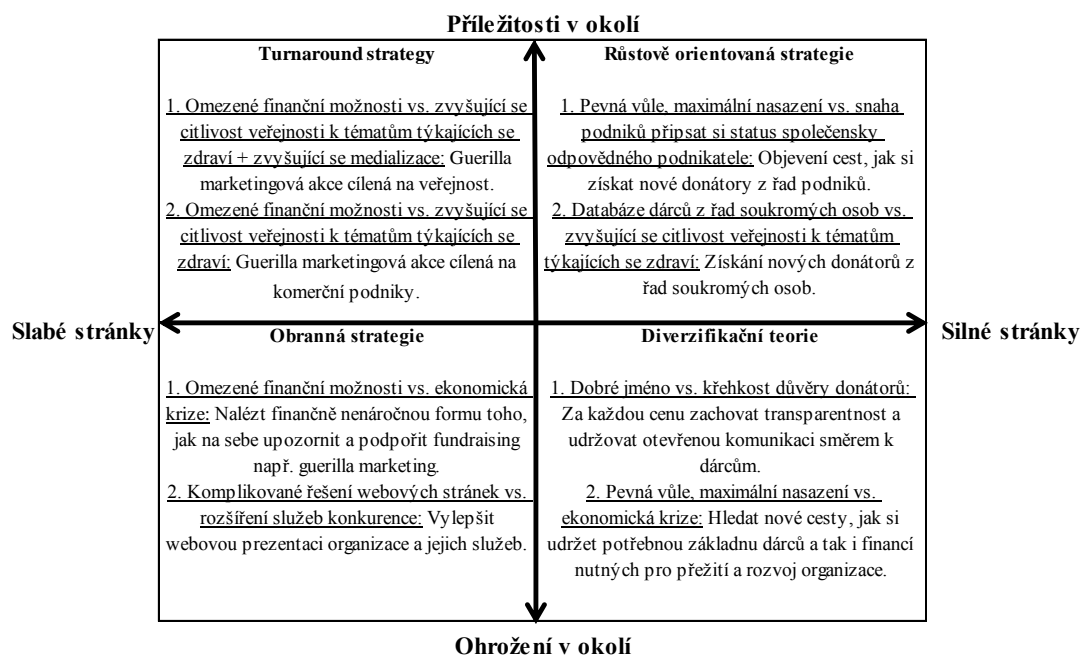 Příležitosti v okolí
Turnaround strategy
1. Omezené finanční možnosti vs. zvyšující se
citlivost veřejnosti k tématům týkajících se
zdraví + zvyšující se medializace: Guerilla
marketingová akce cílená na veřejnost.
2. Omezené finanční možnosti vs. zvyšující se
citlivost veřejnosti k tématům týkajících se
zdraví: Guerilla marketingová akce cílená na
komerční podniky.
Růstově orientovaná strategie
1. Pevná vůle, maximální nasazení vs. snaha
podniků připsat si status společensky
odpovědného podnikatele: Objevení cest, jak si
získat nové donátory z řad podniků.
2. Databáze dárců z řad soukromých osob vs.
zvyšující se citlivost veřejnosti k tématům
týkajících se zdraví: Získání nových donátorů z
řad soukromých osob.
Slabé stránky
Silné stránky
Obranná strategie
1. Omezené finanční možnosti vs. ekonomická
krize: Nalézt finančně nenáročnou formu toho,
jak na sebe upozornit a podpořit fundraising
např. guerilla marketing.
2. Komplikované řešení webových stránek vs.
rozšíření služeb konkurence: Vylepšit
webovou prezentaci organizace a jejich služeb.
Diverzifikační teorie
1. Dobré jméno vs. křehkost důvěry donátorů:
Za každou cenu zachovat transparentnost a
udržovat otevřenou komunikaci směrem k
dárcům.
2. Pevná vůle, maximální nasazení vs.
ekonomická krize: Hledat nové cesty, jak si
udržet potřebnou základnu dárců a tak i financí
nutných pro přežití a rozvoj organizace.
Ohrožení v okolí